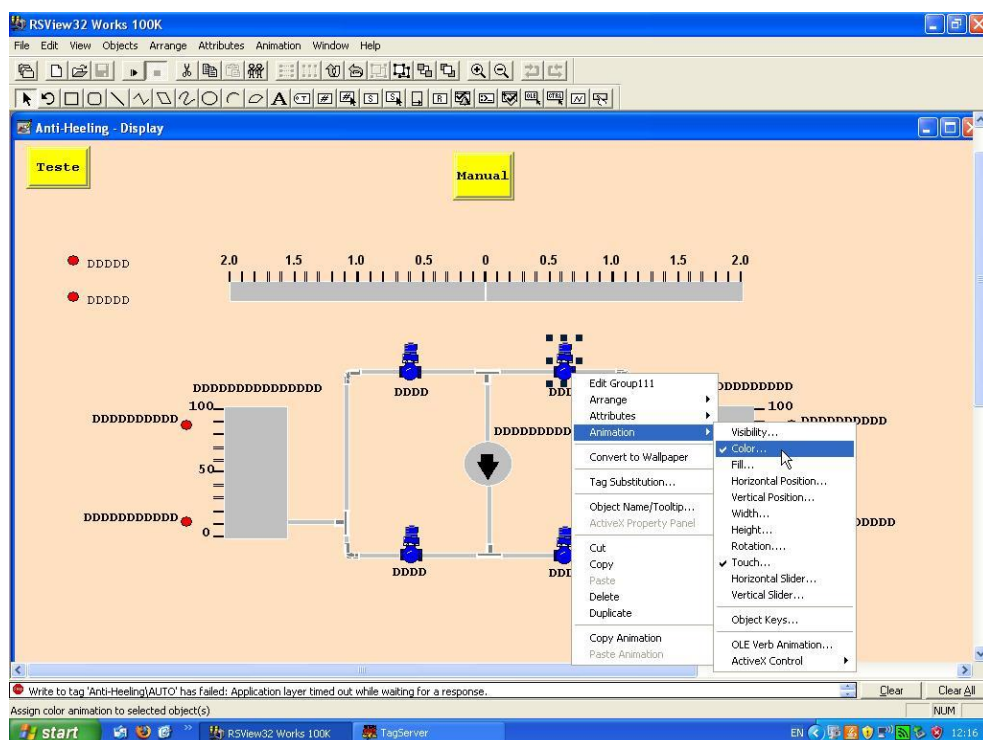 RSView32 Works 100K
File Edit View Objects Arrange Attributes Animation Window Help
Anti-Heeling - Display
Teste
Manual
DDDDD
2.0 1.5 1.0 0.5 0 0.5 1.0 1.5 2.0
DDDDD
DDDD
DDD
DDDDDDDDDDDDDDD
DDDDDDDDD
100
DDDDDDDDDD
50
0
DDDDDDDDDDD
DDDDDDDDD
100
DDDDDDDDD
DDDDD
DDDD
DDD
Edit Group111
Arrange
Attributes
Animation
Convert to Wallpaper
Tag Substitution...
Object Name/Tooltip...
ActiveX Property Panel
Cut
Copy
Paste
Delete
Duplicate
Copy Animation
Paste Animation
Visibility...
Color...
Fill...
Horizontal Position...
Vertical Position...
Width...
Height...
Rotation....
Touch...
Horizontal Slider...
Vertical Slider...
Object Keys...
OLE Verb Animation...
ActiveX Control
Write to tag 'Anti-Heeling\AUTO' has failed: Application layer timed out while waiting for a response.
Clear Clear All
Assign color animation to selected object(s)
NUM
start RSView32 Works 100K TagServer EN 12:16